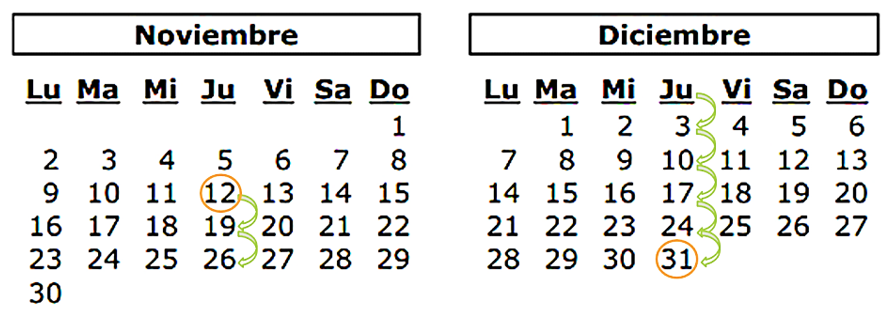 Noviembre
Lu Ma Mi Ju Vi Sa Do
1
2 3 4 5 6 7 8
9 10 11 12 13 14 15
16 17 18 19 20 21 22
23 24 25 26 27 28 29
30
Diciembre
Lu Ma Mi Ju Vi Sa Do
1 2 3 4 5 6
7 8 9 10 11 12 13
14 15 16 17 18 19 20
21 22 23 24 25 26 27
28 29 30 31